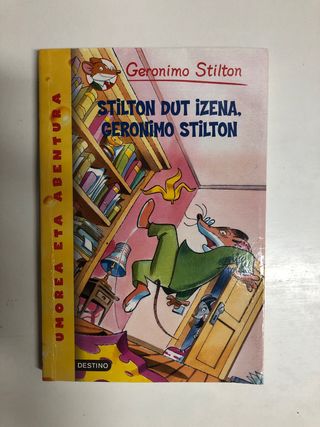 Geronimo Stilton
STILTON DUT IZENA,
GERONIMO STILTON
UMOREA ETA ABENTURA
DESTINO